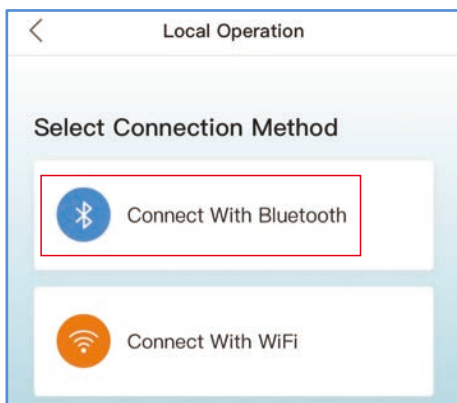 Local Operation
Select Connection Method
Connect With Bluetooth
Connect With WiFi